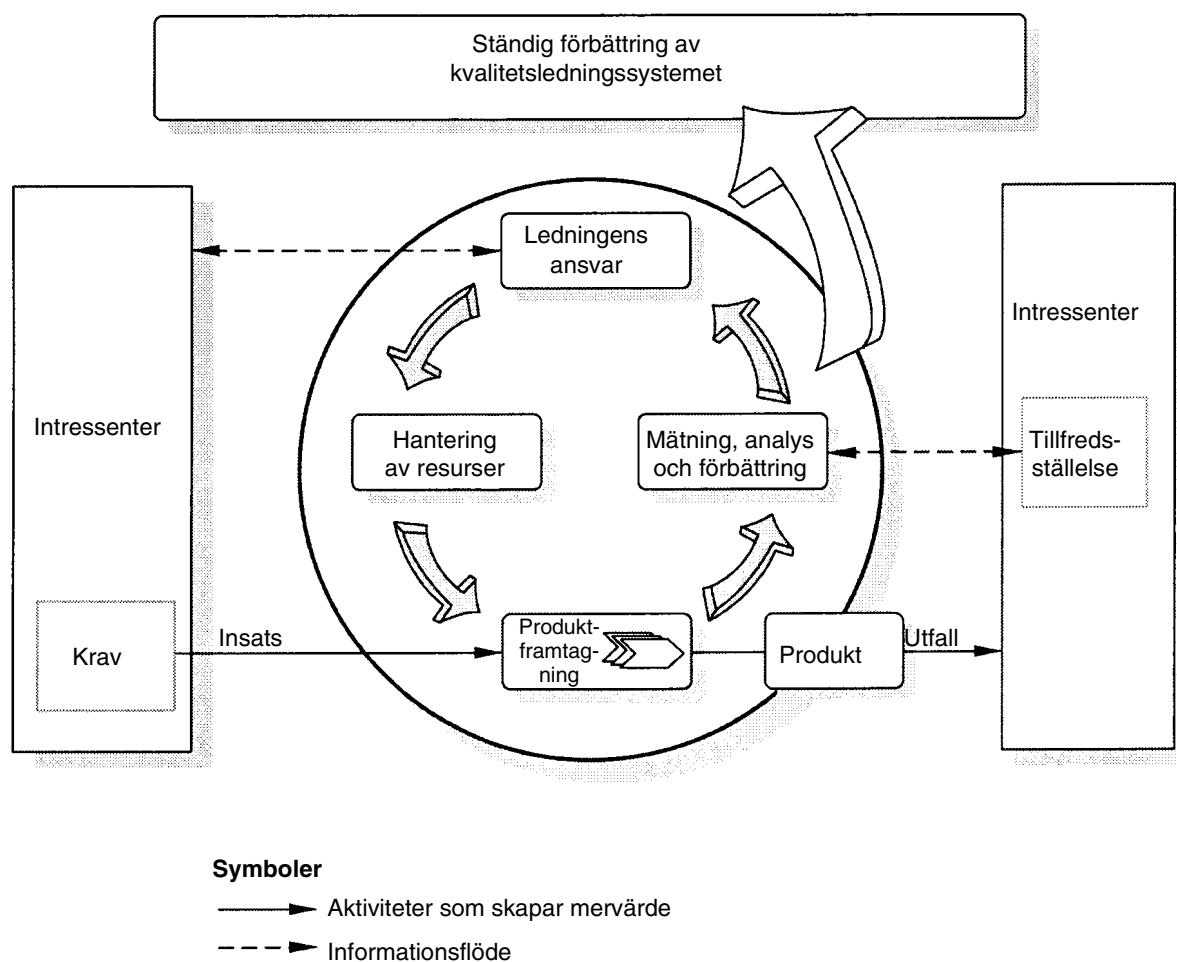 Ständig förbättring av
kvalitetsledningssystemet
Ledningens
ansvar
Intressenter
Intressenter
Hantering
av resurser
Mätning, analys
och förbättring
Tillfreds-
ställelse
Krav
Insats
Produkt-
framtag-
ning
Produkt
Utfall
Symboler
Aktiviteter som skapar mervärde
Informationsflöde